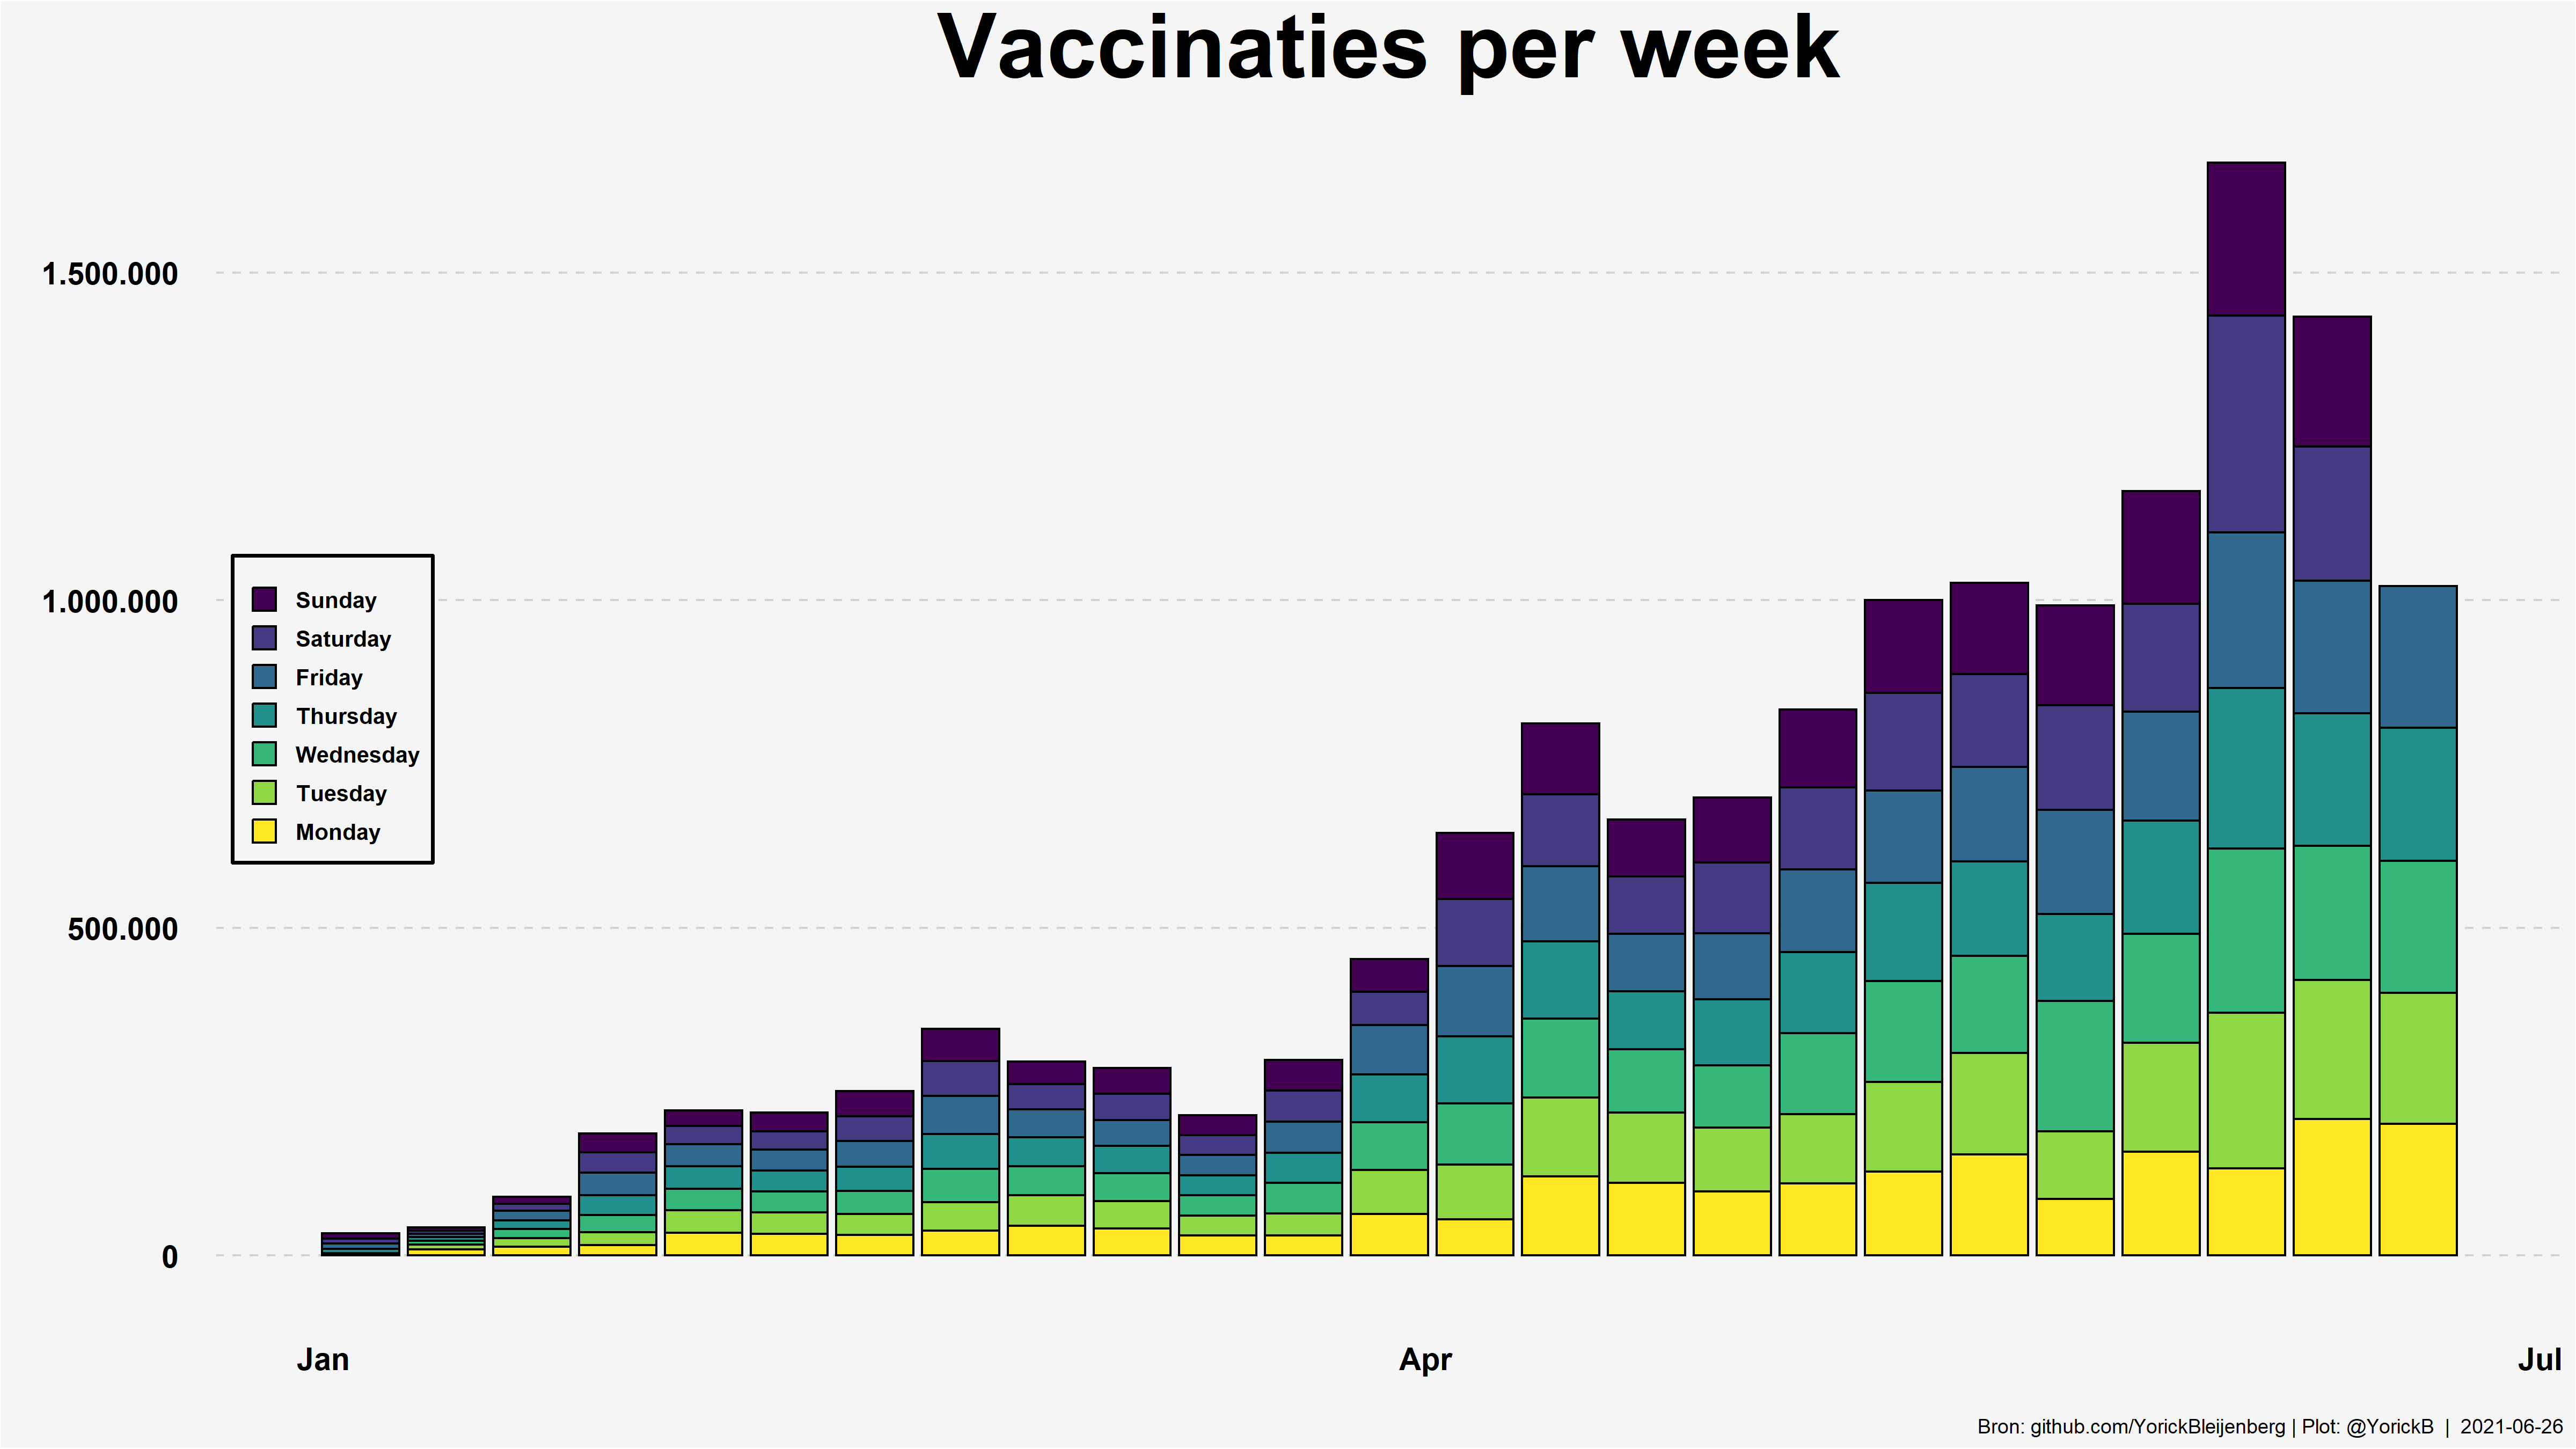 Vaccinaties per week
1.500.000
1.000.000
500.000
0
Sunday
Saturday
Friday
Thursday
Wednesday
Tuesday
Monday
Jan
Apr
Jul
Bron: github.com/YorickBleijenberg | Plot: @YorickB | 2021-06-26